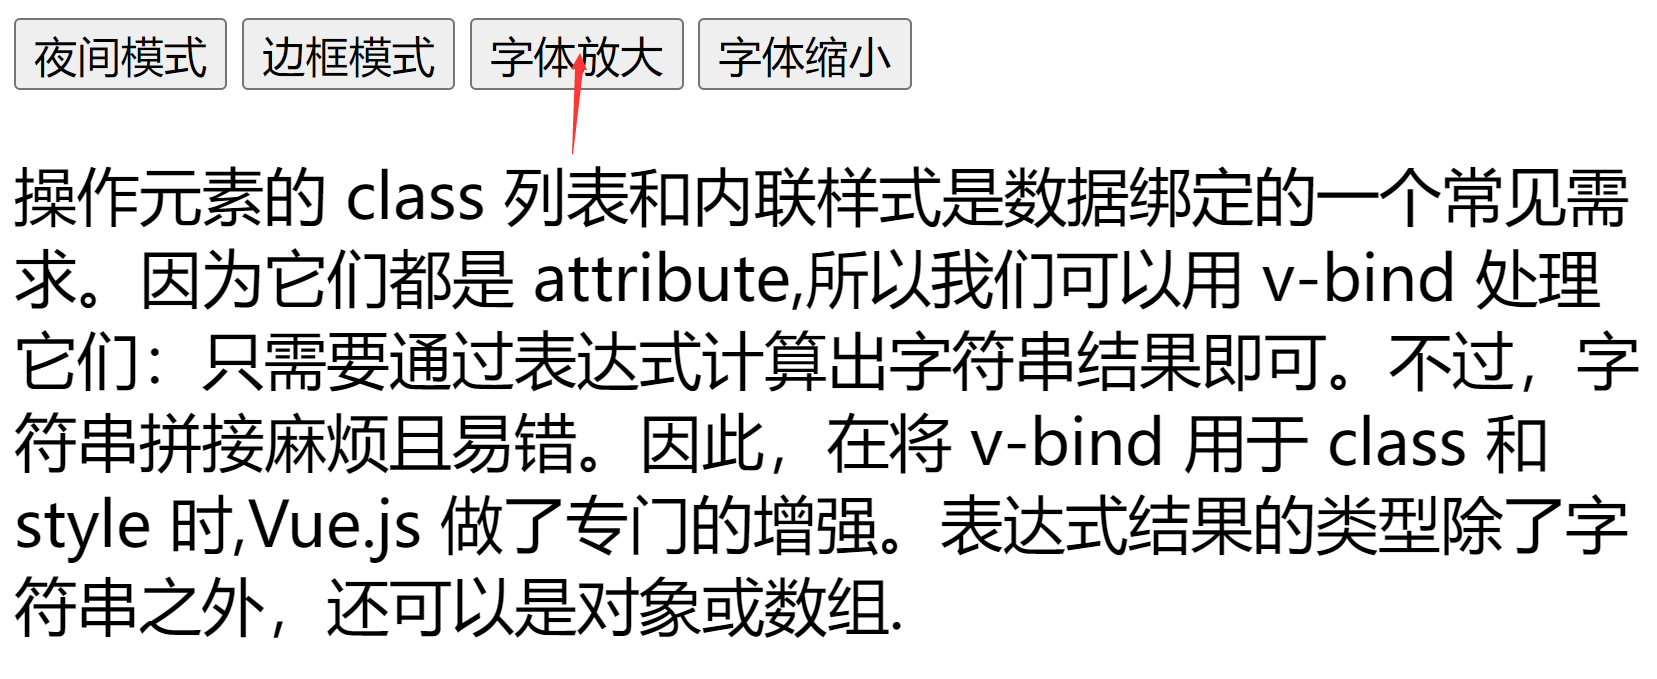 夜间模式 边框模式 字体放大 字体缩小
操作元素的 class 列表和内联样式是数据绑定的一个常见需
求。因为它们都是 attribute,所以我们可以用 v-bind 处理
它们：只需要通过表达式计算出字符串结果即可。不过，字
符串拼接麻烦且易错。因此，在将 v-bind 用于 class 和
style 时,Vue.js 做了专门的增强。表达式结果的类型除了字
符串之外，还可以是对象或数组.